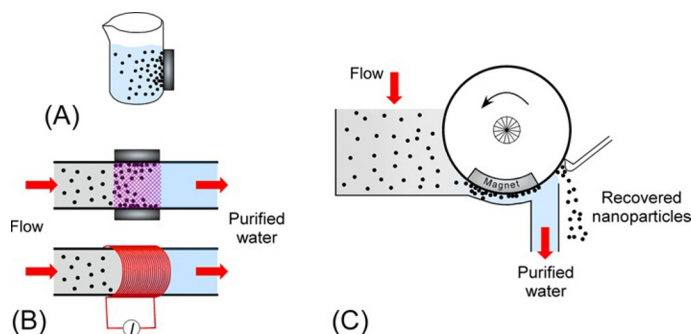 (A)
Flow
Purified
water
I
(B)
Flow
Magnet
Recovered
nanoparticles
Purified
water
(C)